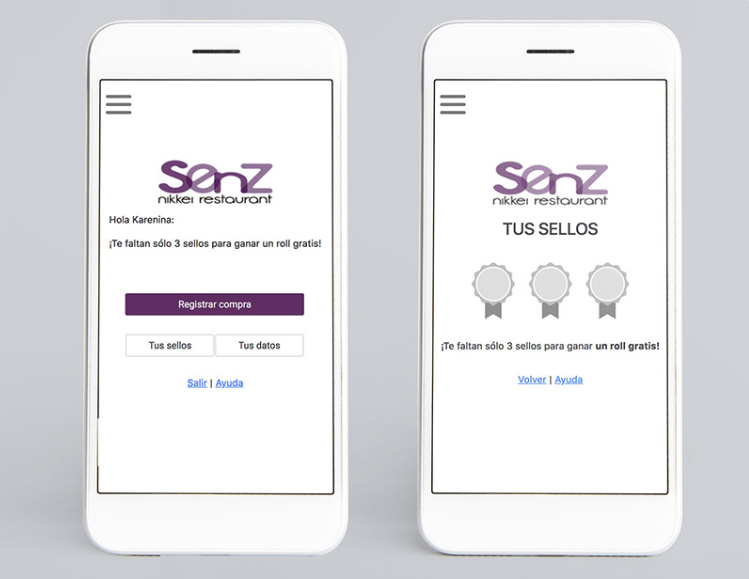 senz
nikkei restaurant
Hola Karenina:
¡Te faltan sólo 3 sellos para ganar un roll gratis!
Registrar compra
Tus sellos
Tus datos
Salir | Ayuda
senz
nikkei restaurant
TUS SELLOS
¡Te faltan sólo 3 sellos para ganar un roll gratis!
Volver | Ayuda